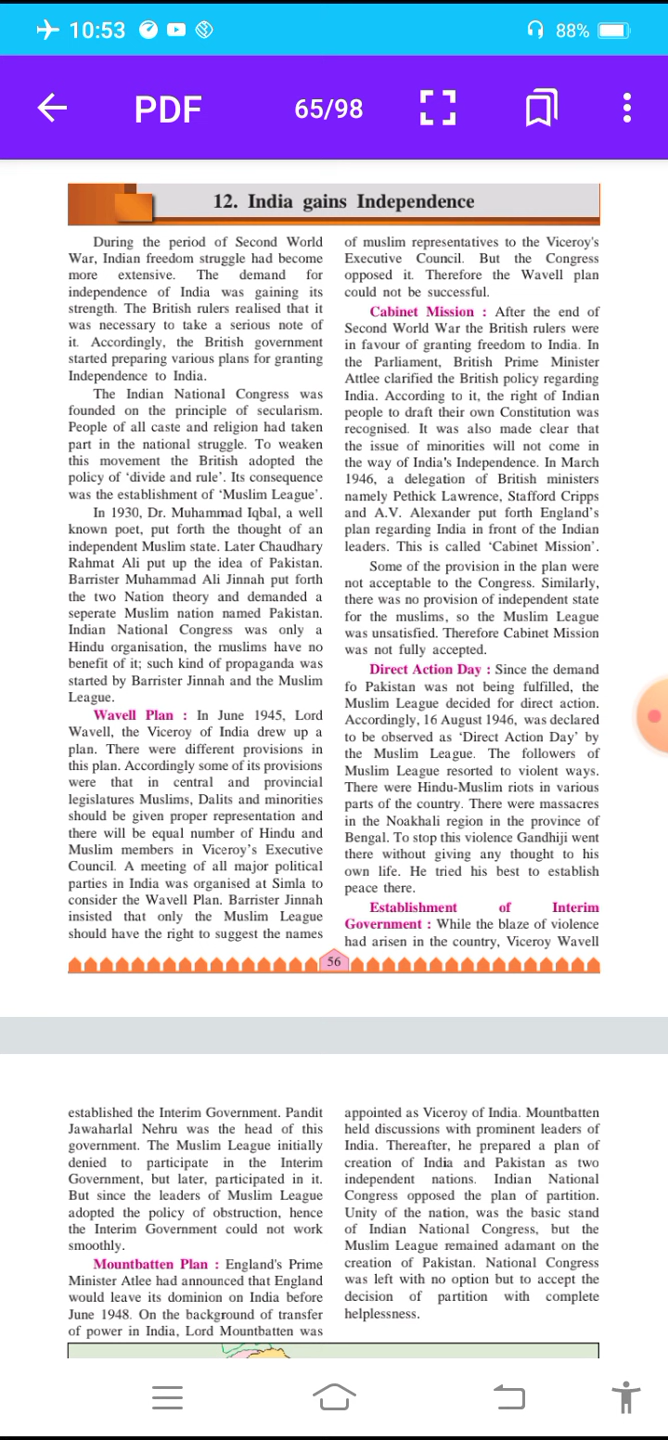 10:53
88%
PDF
65/98
12. India gains Independence
During the period of Second World
War, Indian freedom struggle had become
more extensive. The demand for
independence of India was gaining its
strength. The British rulers realised that it
was necessary to take a serious note of
it. Accordingly, the British government
started preparing various plans for granting
Independence to India.
The Indian National Congress was
founded on the principle of secularism.
People of all caste and religion had taken
part in the national struggle. To weaken
this movement the British adopted the
policy of ‘divide and rule’. Its consequence
was the establishment of ‘Muslim League’.
In 1930, Dr. Muhammad Iqbal, a well
known poet, put forth the thought of an
independent Muslim state. Later Chaudhary
Rahmat Ali put up the idea of Pakistan.
Barrister Muhammad Ali Jinnah put forth
the two Nation theory and demanded a
seperate Muslim nation named Pakistan.
Indian National Congress was only a
Hindu organisation, the muslims have no
benefit of it; such kind of propaganda was
started by Barrister Jinnah and the Muslim
League.
Wavell Plan : In June 1945, Lord
Wavell, the Viceroy of India drew up a
plan. There were different provisions in
this plan. Accordingly some of its provisions
were that in central and provincial
legislatures Muslims, Dalits and minorities
should be given proper representation and
there will be equal number of Hindu and
Muslim members in Viceroy's Executive
Council. A meeting of all major political
parties in India was organised at Simla to
consider the Wavell Plan. Barrister Jinnah
insisted that only the Muslim League
should have the right to suggest the names
of muslim representatives to the Viceroy's
Executive Council. But the Congress
opposed it. Therefore the Wavell plan
could not be successful.
Cabinet Mission : After the end of
Second World War the British rulers were
in favour of granting freedom to India. In
the Parliament, British Prime Minister
Attlee clarified the British policy regarding
India. According to it, the right of Indian
people to draft their own Constitution was
recognised. It was also made clear that
the issue of minorities will not come in
the way of India's Independence. In March
1946, a delegation of British ministers
namely Pethick Lawrence, Stafford Cripps
and A.V. Alexander put forth England's
plan regarding India in front of the Indian
leaders. This is called ‘Cabinet Mission’.
Some of the provision in the plan were
not acceptable to the Congress. Similarly,
there was no provision of independent state
for the muslims, so the Muslim League
was unsatisfied. Therefore Cabinet Mission
was not fully accepted.
Direct Action Day : Since the demand
fo Pakistan was not being fulfilled, the
Muslim League decided for direct action.
Accordingly, 16 August 1946, was declared
to be observed as ‘Direct Action Day’ by
the Muslim League. The followers of
Muslim League resorted to violent ways.
There were Hindu-Muslim riots in various
parts of the country. There were massacres
in the Noakhali region in the province of
Bengal. To stop this violence Gandhiji went
there without giving any thought to his
own life. He tried his best to establish
peace there.
Establishment of Interim
Government : While the blaze of violence
had arisen in the country, Viceroy Wavell
56
established the Interim Government. Pandit
Jawaharlal Nehru was the head of this
government. The Muslim League initially
denied to participate in the Interim
Government, but later, participated in it.
But since the leaders of Muslim League
adopted the policy of obstruction, hence
the Interim Government could not work
smoothly.
Mountbatten Plan : England's Prime
Minister Atlee had announced that England
would leave its dominion on India before
June 1948. On the background of transfer
of power in India, Lord Mountbatten was
appointed as Viceroy of India. Mountbatten
held discussions with prominent leaders of
India. Thereafter, he prepared a plan of
creation of India and Pakistan as two
independent nations. Indian National
Congress opposed the plan of partition.
Unity of the nation, was the basic stand
of Indian National Congress, but the
Muslim League remained adamant on the
creation of Pakistan. National Congress
was left with no option but to accept the
decision of partition with complete
helplessness.